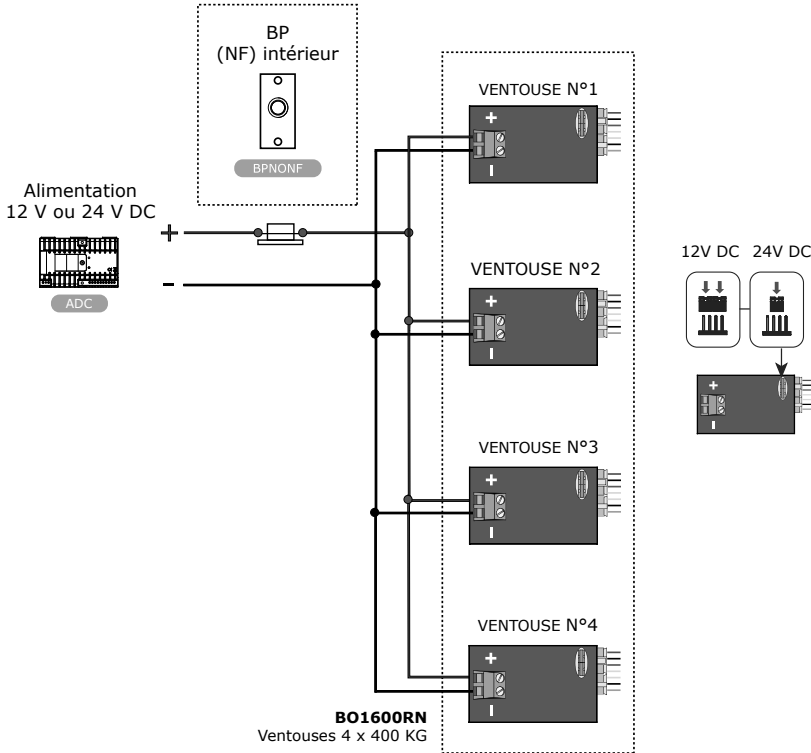 BP
(NF) intérieur
BPNONF
Alimentation
12 V ou 24 V DC
+
-
ADC
VENTOUSE N°1
+
-
VENTOUSE N°2
+
-
VENTOUSE N°3
+
-
VENTOUSE N°4
+
-
12V DC 24V DC
+
-
BO1600RN
Ventouses 4 x 400 KG